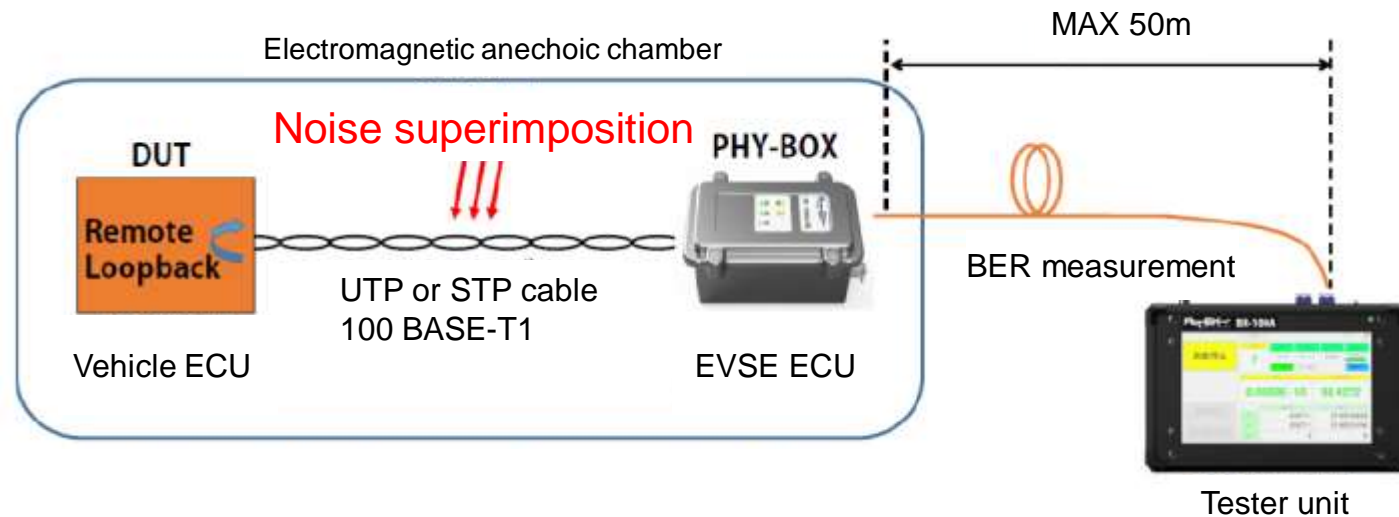 MAX 50m
Electromagnetic anechoic chamber
Noise superimposition
DUT
PHY-BOX
Remote
Loopback
BER measurement
UTP or STP cable
100 BASE-T1
Vehicle ECU
EVSE ECU
Tester unit